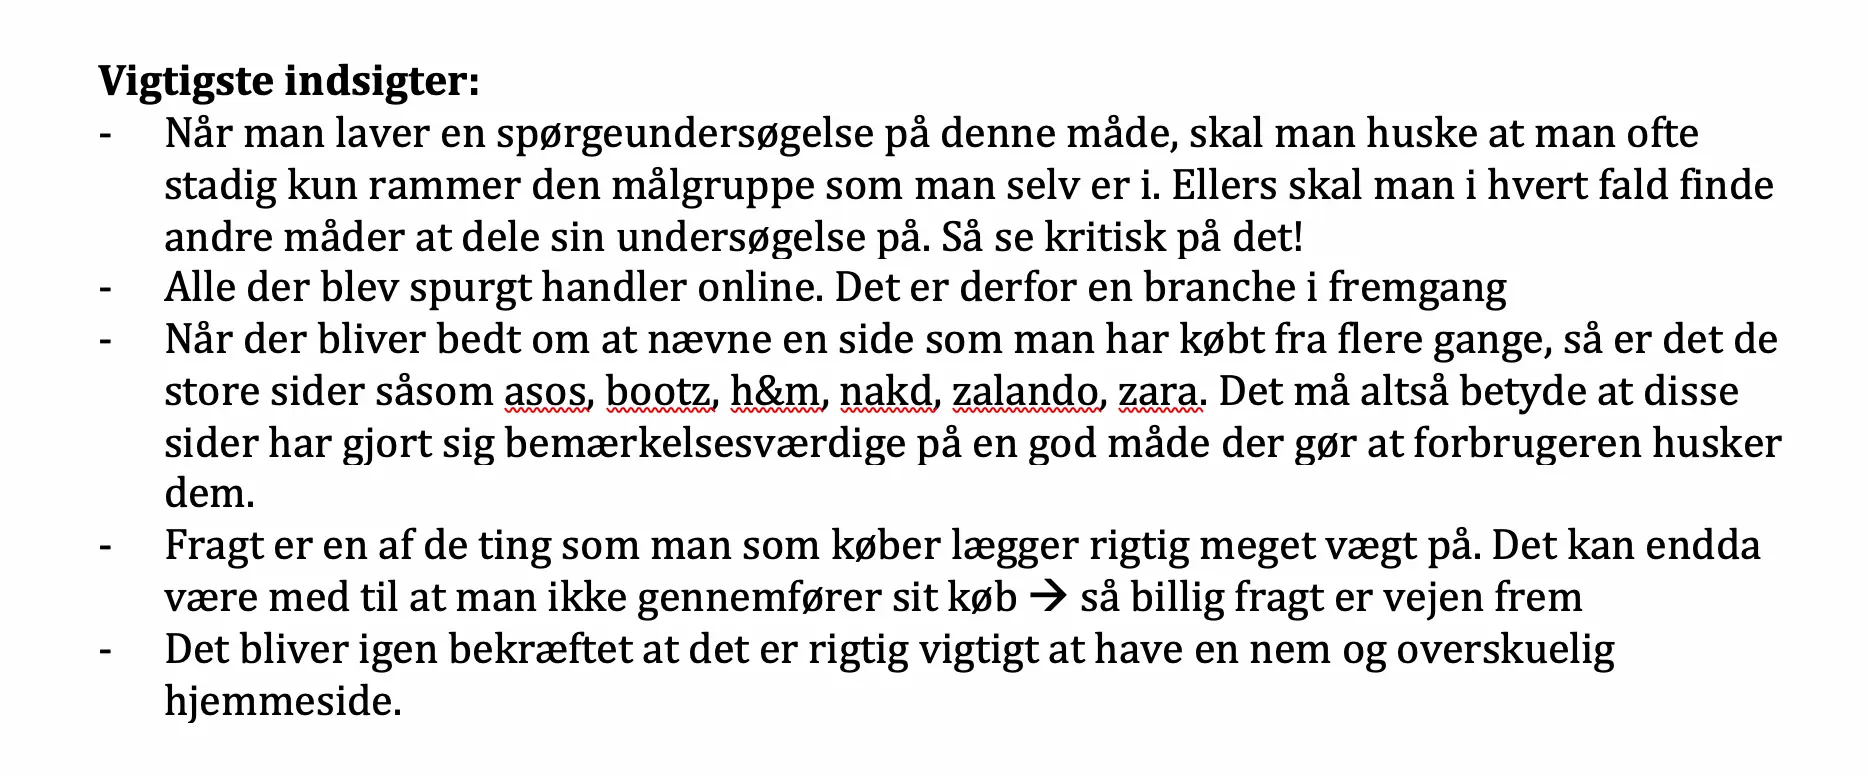 Vigtigste indsigter:
- Når man laver en spørgeundersøgelse på denne måde, skal man huske at man ofte
stadig kun rammer den målgruppe som man selv er i. Ellers skal man i hvert fald finde
andre måder at dele sin undersøgelse på. Så se kritisk på det!
- Alle der blev spurgt handler online. Det er derfor en branche i fremgang
- Når der bliver bedt om at nævne en side som man har købt fra flere gange, så er det de
store sider såsom asos, bootz, h&m, nakd, zalando, zara. Det må altså betyde at disse
sider har gjort sig bemærkelsesværdige på en god måde der gør at forbrugeren husker
dem.
- Fragt er en af de ting som man som køber lægger rigtig meget vægt på. Det kan endda
være med til at man ikke gennemfører sit køb → så billig fragt er vejen frem
- Det bliver igen bekræftet at det er rigtig vigtigt at have en nem og overskuelig
hjemmeside.